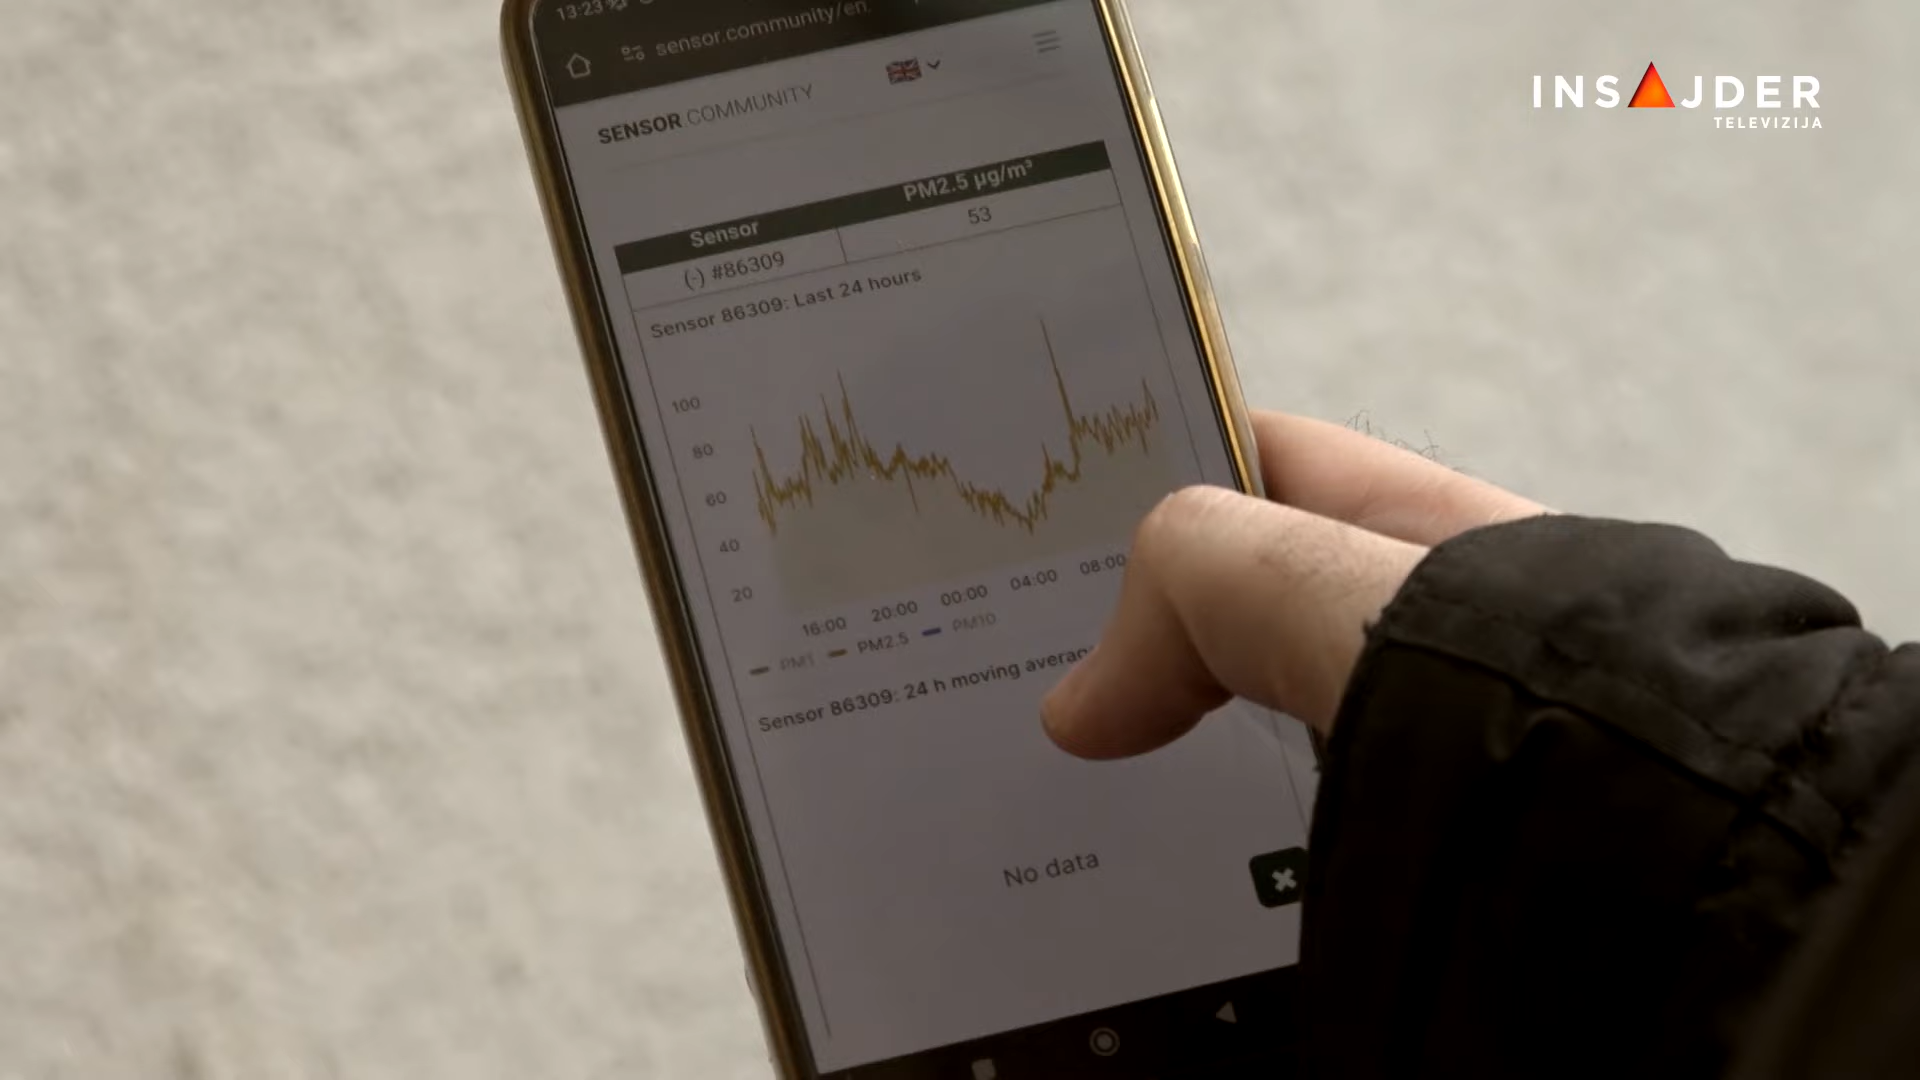 13:23
sensor.community/en
SENSOR.COMMUNITY
Sensor
PM2.5 µg/m³
(-) #86309
53
Sensor 86309: Last 24 hours
100
80
60
40
20
16:00
20:00
00:00
04:00
08:00
PM1
PM2.5
PM10
Sensor 86309: 24 h moving averag
No data
INSAJDER
TELEVIZIJA